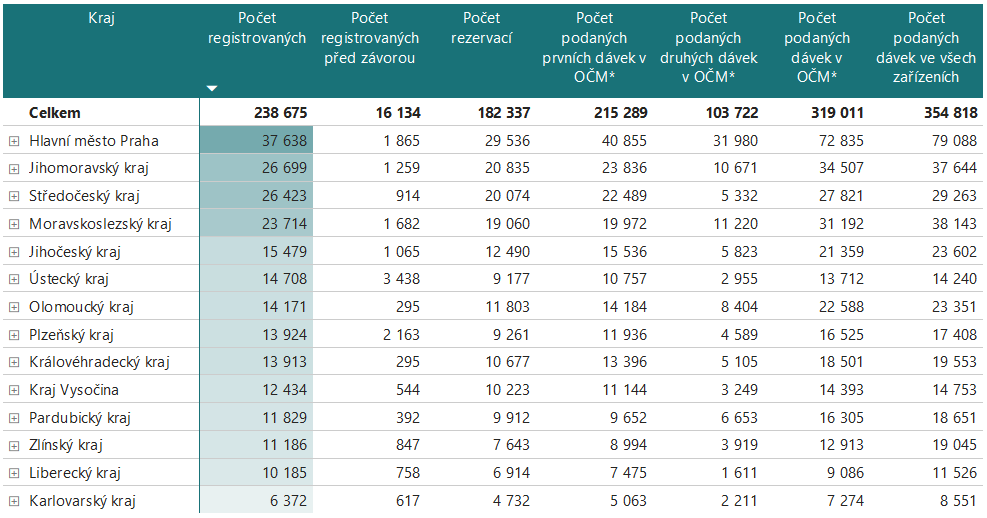 Kraj Počet registrovaných Počet registrovaných před závorou Počet rezervací Počet podaných prvních dávek v OČM* Počet podaných druhých dávek v OČM* Počet podaných dávek v OČM* Počet podaných dávek ve všech zařízeních
Celkem 238 675 16 134 182 337 215 289 103 722 319 011 354 818
Hlavní město Praha 37 638 1 865 29 536 40 855 31 980 72 835 79 088
Jihomoravský kraj 26 699 1 259 20 835 23 836 10 671 34 507 37 644
Středočeský kraj 26 423 914 20 074 22 489 5 332 27 821 29 263
Moravskoslezský kraj 23 714 1 682 19 060 19 972 11 220 31 192 38 143
Jihočeský kraj 15 479 1 065 12 490 15 536 5 823 21 359 23 602
Ústecký kraj 14 708 3 438 9 177 10 757 2 955 13 712 14 240
Olomoucký kraj 14 171 295 11 803 14 184 8 404 22 588 23 351
Plzeňský kraj 13 924 2 163 9 261 11 936 4 589 16 525 17 408
Královéhradecký kraj 13 913 295 10 677 13 396 5 105 18 501 19 553
Kraj Vysočina 12 434 544 10 223 11 144 3 249 14 393 14 753
Pardubický kraj 11 829 392 9 912 9 652 6 653 16 305 18 651
Zlínský kraj 11 186 847 7 643 8 994 3 919 12 913 19 045
Liberecký kraj 10 185 758 6 914 7 475 1 611 9 086 11 526
Karlovarský kraj 6 372 617 4 732 5 063 2 211 7 274 8 551